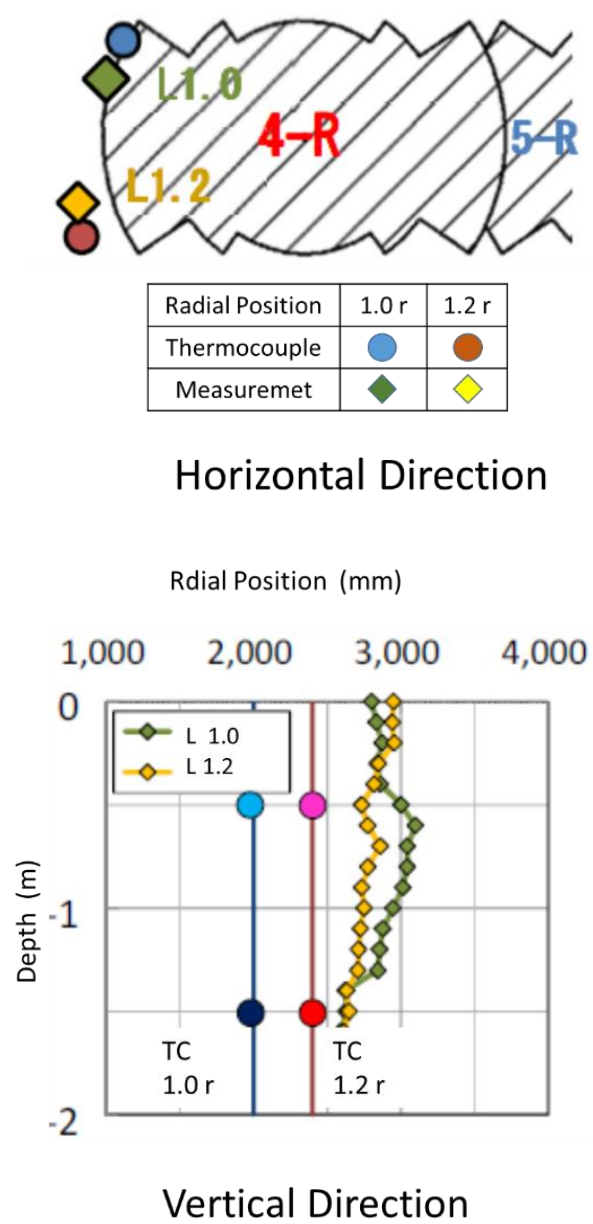 L1.0
4-R
5-R
L1.2
Radial Position 1.0 r 1.2 r
Thermocouple
Measuremet
Horizontal Direction
Rdial Position (mm)
1,000 2,000 3,000 4,000
0
L 1.0
L 1.2
Depth (m)
-1
TC TC
1.0 r 1.2 r
-2
Vertical Direction